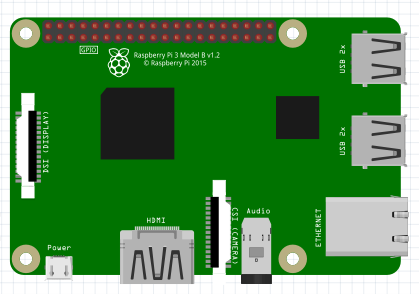 GPIO
Raspberry Pi 3 Model B v1.2
© Raspberry Pi 2015
USB 2x
USB 2x
DSI (DISPLAY)
CSI (CAMERA)
Audio
ETHERNET
HDMI
Power